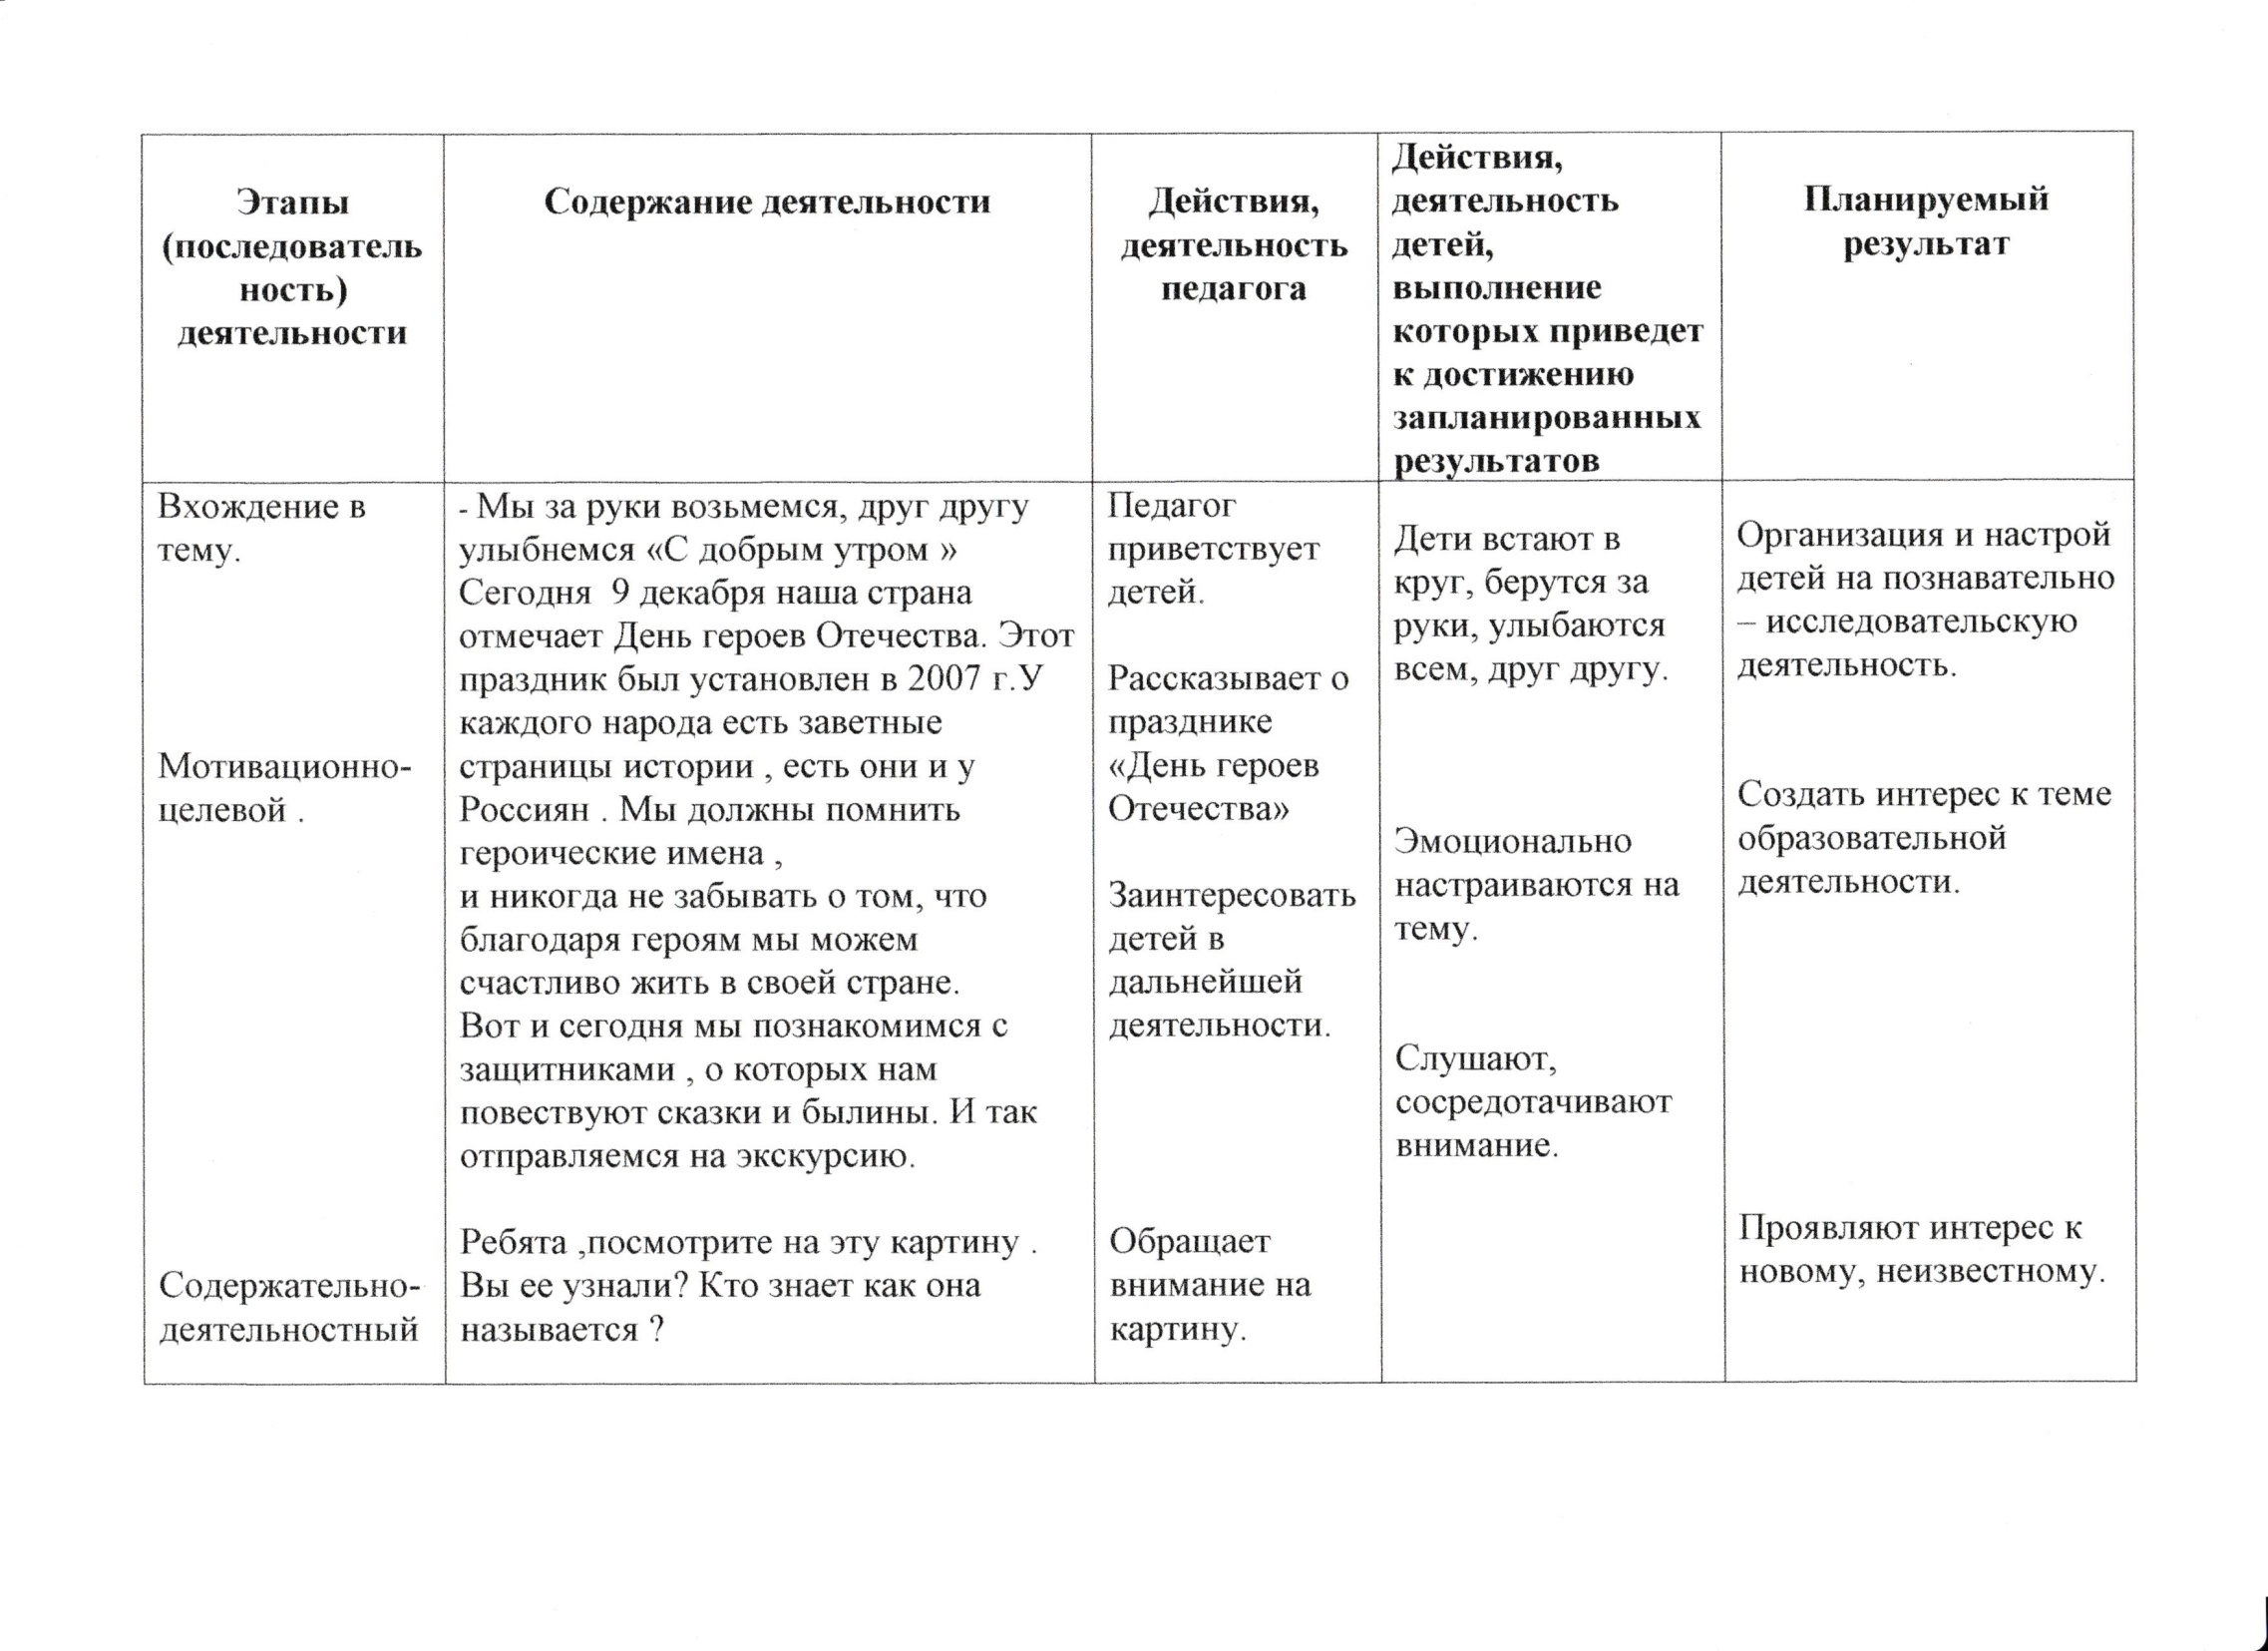 Этапы
(последователь
ность)
деятельности
Содержание деятельности
Действия,
деятельность
педагога
Действия,
деятельность
детей,
выполнение
которых приведет
к достижению
запланированных
результатов
Планируемый
результат
Вхождение в
тему.
Мотивационно-
целевой .
Содержательно-
деятельностный
- Мы за руки возьмемся, друг другу
улыбнемся «С добрым утром »
Сегодня  9 декабря наша страна
отмечает День героев Отечества. Этот
праздник был установлен в 2007 г.У
каждого народа есть заветные
страницы истории , есть они и у
Россиян . Мы должны помнить
героические имена ,
и никогда не забывать о том, что
благодаря героям мы можем
счастливо жить в своей стране.
Вот и сегодня мы познакомимся с
защитниками , о которых нам
повествуют сказки и былины. И так
отправляемся на экскурсию.
Ребята ,посмотрите на эту картину .
Вы ее узнали? Кто знает как она
называется ?
Педагог
приветствует
детей.
Рассказывает о
празднике
«День героев
Отечества»
Заинтересовать
детей в
дальнейшей
деятельности.
Обращает
внимание на
картину.
Дети встают в
круг, берутся за
руки, улыбаются
всем, друг другу.
Эмоционально
настраиваются на
тему.
Слушают,
сосредотачивают
внимание.
Организация и настрой
детей на познавательно
– исследовательскую
деятельность.
Создать интерес к теме
образовательной
деятельности.
Проявляют интерес к
новому, неизвестному.